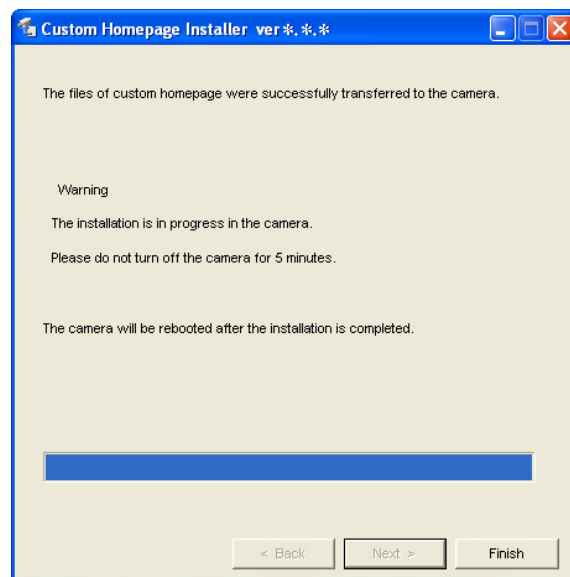 Custom Homepage Installer ver＊.＊.＊
The files of custom homepage were successfully transferred to the camera.
Warning
The installation is in progress in the camera.
Please do not turn off the camera for 5 minutes.
The camera will be rebooted after the installation is completed.
< Back
Next >
Finish